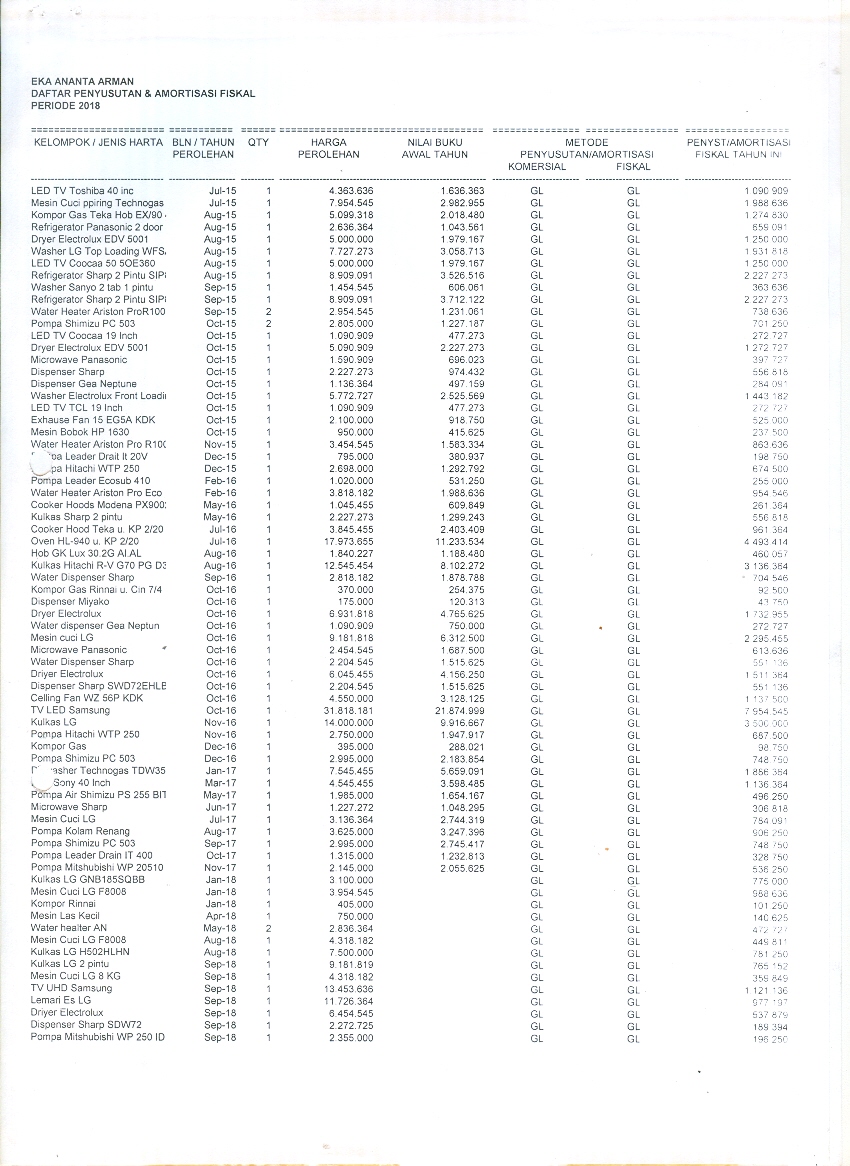 EKA ANANTA ARMAN
DAFTAR PENYUSUTAN & AMORTISASI FISKAL
PERIODE 2018
KELOMPOK / JENIS HARTA BLN / TAHUN QTY HARGA NILAI BUKU METODE PENYST/AMORTISASI
PEROLEHAN PEROLEHAN AWAL TAHUN PENYUSUTAN/AMORTISASI FISKAL TAHUN INI
KOMERSIAL FISKAL
LED TV Toshiba 40 inc Jul-15 1 4.363.636 1.636.363 GL GL 1 090 909
Mesin Cuci ppiring Technogas Jul-15 1 7.954.545 2.982.955 GL GL 1 988 636
Kompor Gas Teka Hob EX/90 Aug-15 1 5.099.318 2.018.480 GL GL 1 274 830
Refrigerator Panasonic 2 door Aug-15 1 2.636.364 1.043.561 GL GL 659 091
Dryer Electrolux EDV 5001 Aug-15 1 5.000.000 1.979,167 GL GL 1 250 000
Washer LG Top Loading WFS Aug-15 1 7.727.273 3.058.713 GL GL 1 931 818
LED TV Coocaa 50 5OE360 Aug-15 1 5.000.000 1.979.167 GL GL 1 250 000
Refrigerator Sharp 2 Pintu SIP Aug-15 1 8.909.091 3.526.516 GL GL 2 227 273
Washer Sanyo 2 tab 1 pintu Sep-15 1 1.454.545 606.061 GL GL 363 636
Refrigerator Sharp 2 Pintu SIP Sep-15 1 8.909.091 3.712.122 GL GL 2 227 273
Water Heater Ariston ProR100 Sep-15 2 2.954.545 1.231.061 GL GL 738 636
Pompa Shimizu PC 503 Oct-15 2 2.805.000 1.227.187 GL GL 701 250
LED TV Coocaa 19 Inch Oct-15 1 1.090.909 477.273 GL GL 272 727
Dryer Electrolux EDV 5001 Oct-15 1 5.090.909 2.227.273 GL GL 1 272 727
Microwave Panasonic Oct-15 1 1.590.909 696.023 GL GL 397 727
Dispenser Sharp Oct-15 1 2.227.273 974.432 GL GL 556 818
Dispenser Gea Neptune Oct-15 1 1.136.364 497.159 GL GL 284 091
Washer Electrolux Front Loadi Oct-15 1 5.772.727 2.525.569 GL GL 1 443 182
LED TV TCL 19 Inch Oct-15 1 1.090.909 477.273 GL GL 272 727
Exhause Fan 15 EG5A KDK Oct-15 1 2.100.000 918.750 GL GL 525 000
Mesin Bobok HP 1630 Oct-15 1 950.000 415.625 GL GL 237 500
Water Heater Ariston Pro R100 Nov-15 1 3.454.545 1.583.334 GL GL 863 636
pa Leader Drait It 20V Dec-15 1 795.000 380.937 GL GL 198 750
pa Hitachi WTP 250 Dec-15 1 2.698.000 1.292.792 GL GL 674 500
Pompa Leader Ecosub 410 Feb-16 1 1.020.000 531.250 GL GL 255 000
Water Heater Ariston Pro Eco Feb-16 1 3.818.182 1.988.636 GL GL 954 546
Cooker Hoods Modena PX900 May-16 1 1.045.455 609.849 GL GL 261 364
Kulkas Sharp 2 pintu May-16 1 2.227.273 1.299.243 GL GL 556 818
Cooker Hood Teka u. KP 2/20 Jul-16 1 3.845.455 2.403.409 GL GL 961 364
Oven HL-940 u. KP 2/20 Jul-16 1 17.973.655 11.233.534 GL GL 4 493 414
Hob GK Lux 30.2G AI.AL Aug-16 1 1.840.227 1.188.480 GL GL 460 057
Kulkas Hitachi R-V G70 PG D3 Aug-16 1 12.545.454 8.102.272 GL GL 3 136 364
Water Dispenser Sharp Sep-16 1 2.818.182 1.878.788 GL GL 704 546
Kompor Gas Rinnai u. Cin 7/4 Oct-16 1 370.000 254.375 GL GL 92 500
Dispenser Miyako Oct-16 1 175.000 120.313 GL GL 43 750
Dryer Electrolux Oct-16 1 6.931.818 4.765.625 GL GL 1 732 955
Water dispenser Gea Neptun Oct-16 1 1.090.909 750.000 GL GL 272 727
Mesin cuci LG Oct-16 1 9.181.818 6.312.500 GL GL 2 295 455
Microwave Panasonic Oct-16 1 2.454.545 1.687.500 GL GL 613 636
Water Dispenser Sharp Oct-16 1 2.204.545 1.515.625 GL GL 551 136
Driyer Electrolux Oct-16 1 6.045.455 4.156.250 GL GL 1 511 364
Dispenser Sharp SWD72EHLB Oct-16 1 2.204.545 1.515.625 GL GL 551 136
Celling Fan WZ 56P KDK Oct-16 1 4.550.000 3.128.125 GL GL 1 137 500
TV LED Samsung Oct-16 1 31.818.181 21.874.999 GL GL 7 954 545
Kulkas LG Nov-16 1 14.000.000 9.916.667 GL GL 3 500 000
Pompa Hitachi WTP 250 Nov-16 1 2.750.000 1.947.917 GL GL 687 500
Kompor Gas Dec-16 1 395.000 288.021 GL GL 98 750
Pompa Shimizu PC 503 Dec-16 1 2.995.000 2.183.854 GL GL 748 750
asher Technogas TDW35 Jan-17 1 7.545.455 5.659.091 GL GL 1 886 364
Sony 40 Inch Mar-17 1 4.545.455 3.598.485 GL GL 1 136 364
Pompa Air Shimizu PS 255 BIT May-17 1 1.985.000 1.654.167 GL GL 496 250
Microwave Sharp Jun-17 1 1.227.272 1.048.295 GL GL 306 818
Mesin Cuci LG Jul-17 1 3.136.364 2.744.319 GL GL 784 091
Pompa Kolam Renang Aug-17 1 3.625.000 3.247.396 GL GL 906 250
Pompa Shimizu PC 503 Sep-17 1 2.995.000 2.745.417 GL GL 748 750
Pompa Leader Drain IT 400 Oct-17 1 1.315.000 1.232.813 GL GL 328 750
Pompa Mitshubishi WP 20510 Nov-17 1 2.145.000 2.055.625 GL GL 536 250
Kulkas LG GNB185SQBB Jan-18 1 3.100.000 GL GL 775 000
Mesin Cuci LG F8008 Jan-18 1 3.954.545 GL GL 988 636
Kompor Rinnai Jan-18 1 405.000 GL GL 101 250
Mesin Las Kecil Apr-18 1 750.000 GL GL 140 625
Water healter AN May-18 2 2.836.364 GL GL 472 727
Mesin Cuci LG F8008 Aug-18 1 4.318.182 GL GL 449 811
Kulkas LG H502HLHN Aug-18 1 7.500.000 GL GL 781 250
Kulkas LG 2 pintu Sep-18 1 9.181.819 GL GL 765 152
Mesin Cuci LG 8 KG Sep-18 1 4.318.182 GL GL 359 849
TV UHD Samsung Sep-18 1 13.453.636 GL GL 1 121 136
Lemari Es LG Sep-18 1 11.726.364 GL GL 977 197
Driyer Electrolux Sep-18 1 6.454.545 GL GL 537 879
Dispenser Sharp SDW72 Sep-18 1 2.272.725 GL GL 189 394
Pompa Mitshubishi WP 250 ID Sep-18 1 2.355.000 GL GL 196 250